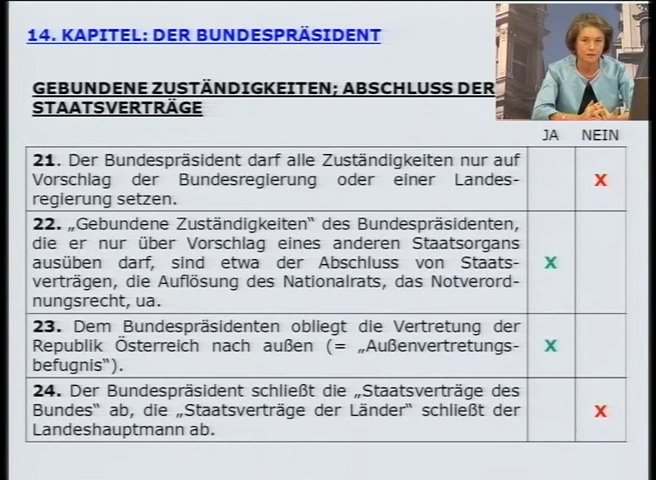 14. KAPITEL: DER BUNDESPRÄSIDENT
GEBUNDENE ZUSTÄNDIGKEITEN; ABSCHLUSS DER
STAATSVERTRÄGE
JA NEIN
21. Der Bundespräsident darf alle Zuständigkeiten nur auf
Vorschlag der Bundesregierung oder einer Landes-
regierung setzen.
X
22. „Gebundene Zuständigkeiten“ des Bundespräsidenten,
die er nur über Vorschlag eines anderen Staatsorgans
ausüben darf, sind etwa der Abschluss von Staats-
verträgen, die Auflösung des Nationalrats, das Notverord-
nungsrecht, ua.
X
23. Dem Bundespräsidenten obliegt die Vertretung der
Republik Österreich nach außen (= „Außenvertretungs-
befugnis“).
X
24. Der Bundespräsident schließt die „Staatsverträge des
Bundes“ ab, die „Staatsverträge der Länder“ schließt der
Landeshauptmann ab.
X